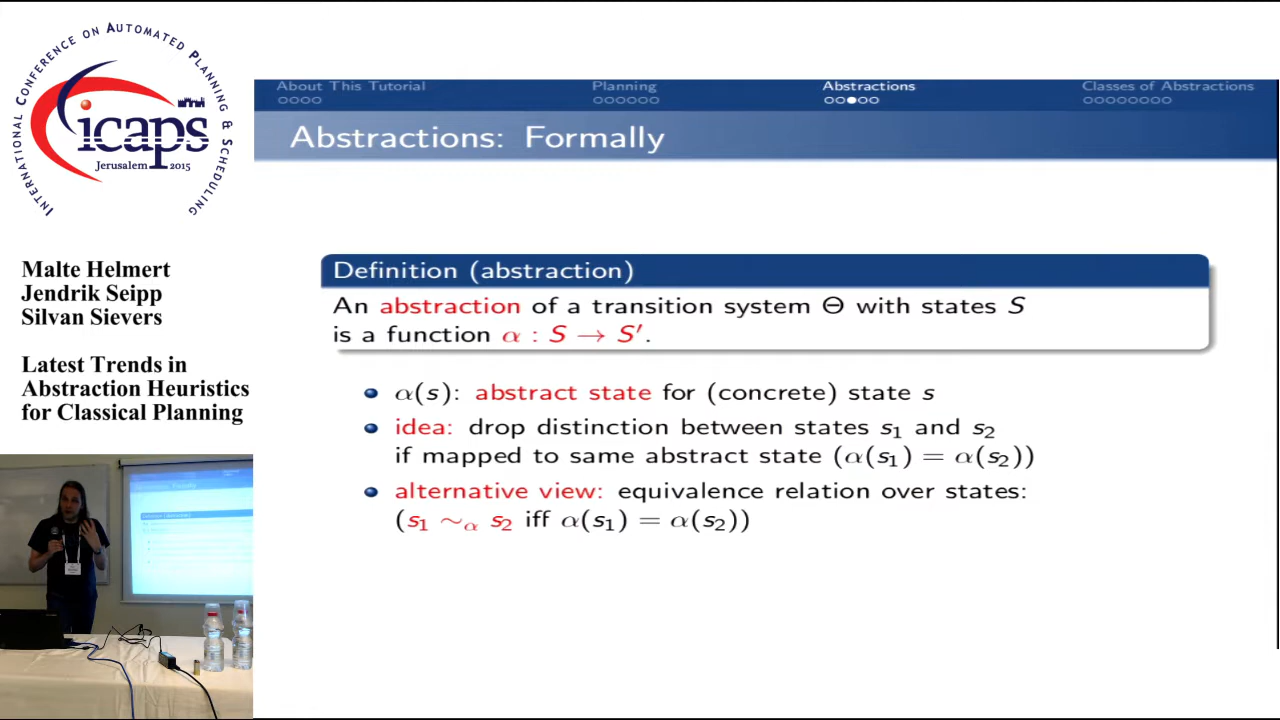 INTERNATIONAL CONFERENCE ON AUTOMATED PLANNING & SCHEDULING
icaps
Jerusalem 2015
Malte Helmert
Jendrik Seipp
Silvan Sievers
Latest Trends in
Abstraction Heuristics
for Classical Planning
About This Tutorial
Planning
Abstractions
Classes of Abstractions
Abstractions: Formally
Definition (abstraction)
An abstraction of a transition system Θ with states S
is a function α : S → S′.
α(s): abstract state for (concrete) state s
idea: drop distinction between states s₁ and s₂
if mapped to same abstract state (α(s₁) = α(s₂))
alternative view: equivalence relation over states:
(s₁ ∼α s₂ iff α(s₁) = α(s₂))